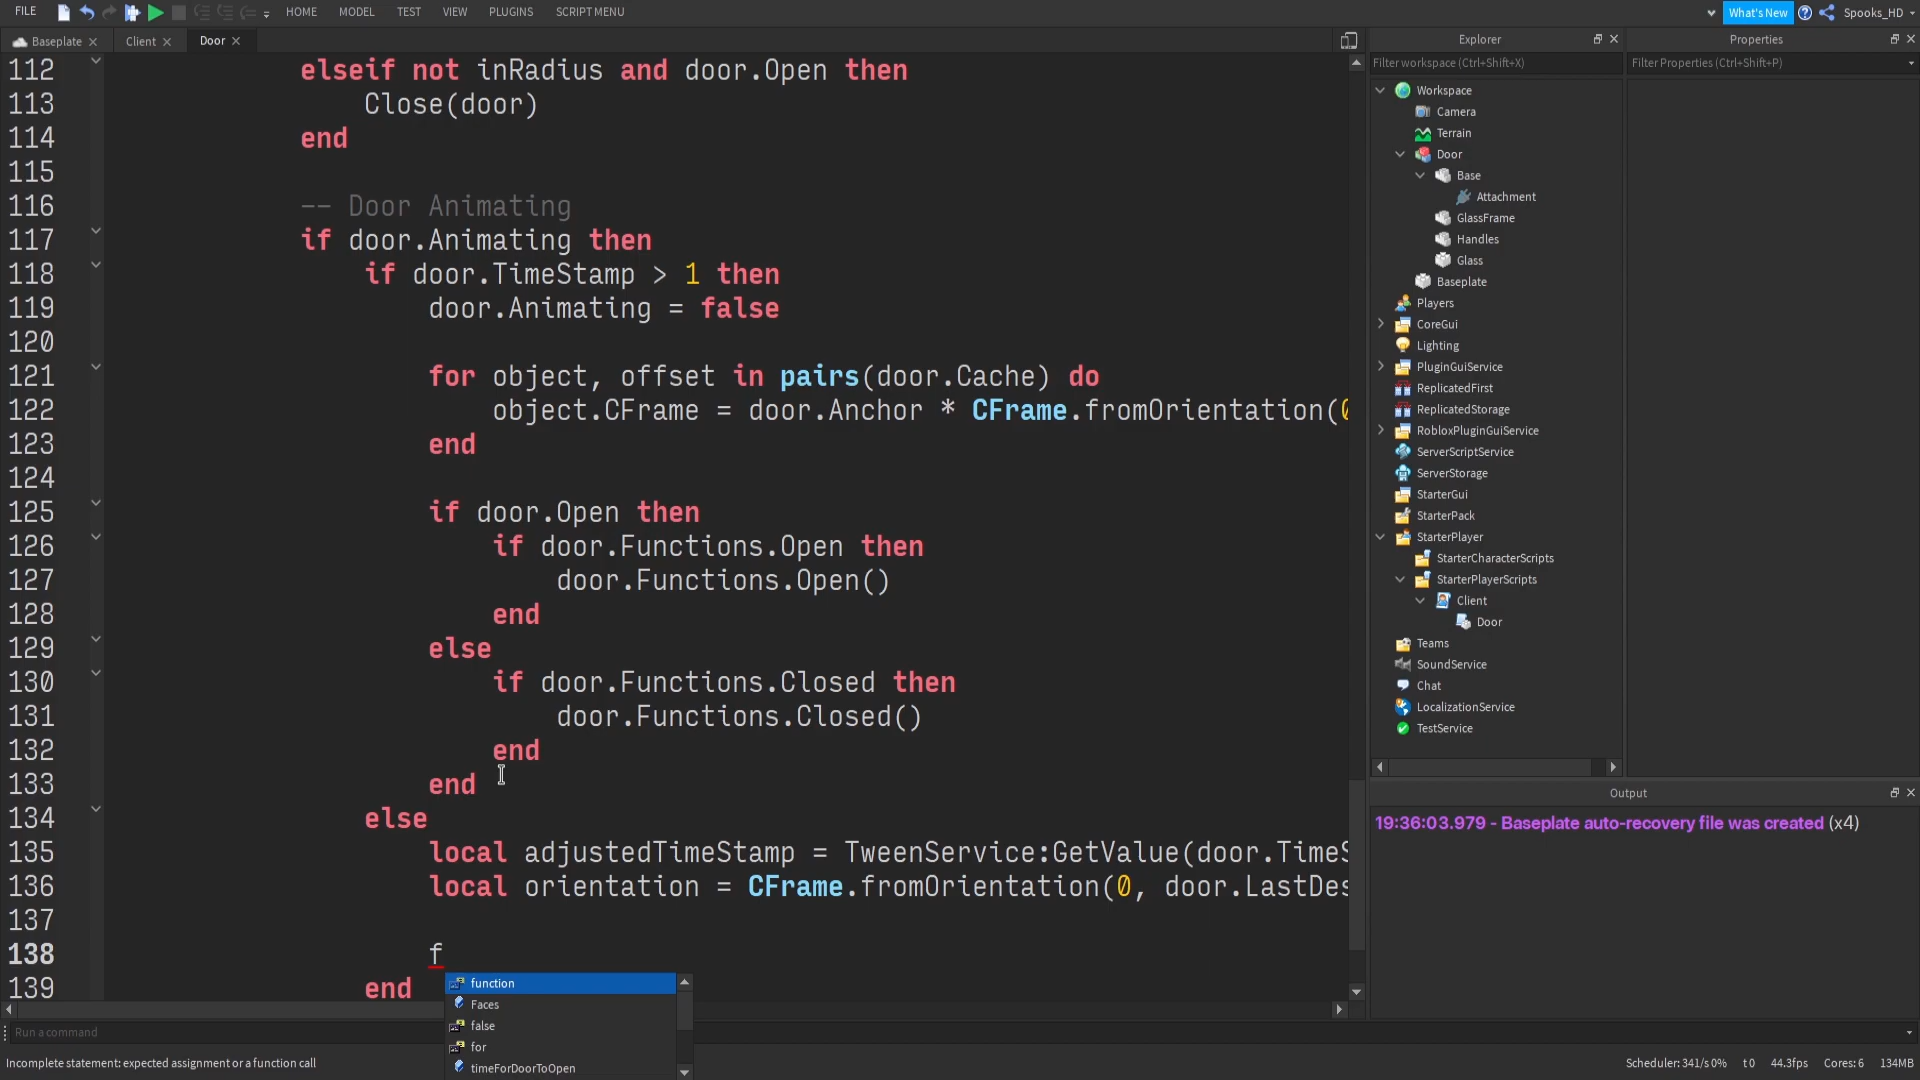 FILE
HOME
MODEL
TEST
VIEW
PLUGINS
SCRIPT MENU
What's New
Spooks_HD
Baseplate
Client
Door
112 elseif not inRadius and door.Open then
113 Close(door)
114 end
115
116 -- Door Animating
117 if door.Animating then
118 if door.TimeStamp > 1 then
119 door.Animating = false
120
121 for object, offset in pairs(door.Cache) do
122 object.CFrame = door.Anchor * CFrame.fromOrientation(0
123 end
124
125 if door.Open then
126 if door.Functions.Open then
127 door.Functions.Open()
128 end
129 else
130 if door.Functions.Closed then
131 door.Functions.Closed()
132 end
133 end
134 else
135 local adjustedTimeStamp = TweenService:GetValue(door.TimeS
136 local orientation = CFrame.fromOrientation(0, door.LastDes
137
138 f
139 end
function
Faces
false
for
timeForDoorToOpen
Run a command
Incomplete statement: expected assignment or a function call
Explorer
Filter workspace (Ctrl+Shift+X)
Workspace
Camera
Terrain
Door
Base
Attachment
GlassFrame
Handles
Glass
Baseplate
Players
CoreGui
Lighting
PluginGuiService
ReplicatedFirst
ReplicatedStorage
RobloxPluginGuiService
ServerScriptService
ServerStorage
StarterGui
StarterPack
StarterPlayer
StarterCharacterScripts
StarterPlayerScripts
Client
Door
Teams
SoundService
Chat
LocalizationService
TestService
Properties
Filter Properties (Ctrl+Shift+P)
Output
19:36:03.979 - Baseplate auto-recovery file was created (x4)
Scheduler: 341/s 0% t 0 44.3fps Cores: 6 134MB